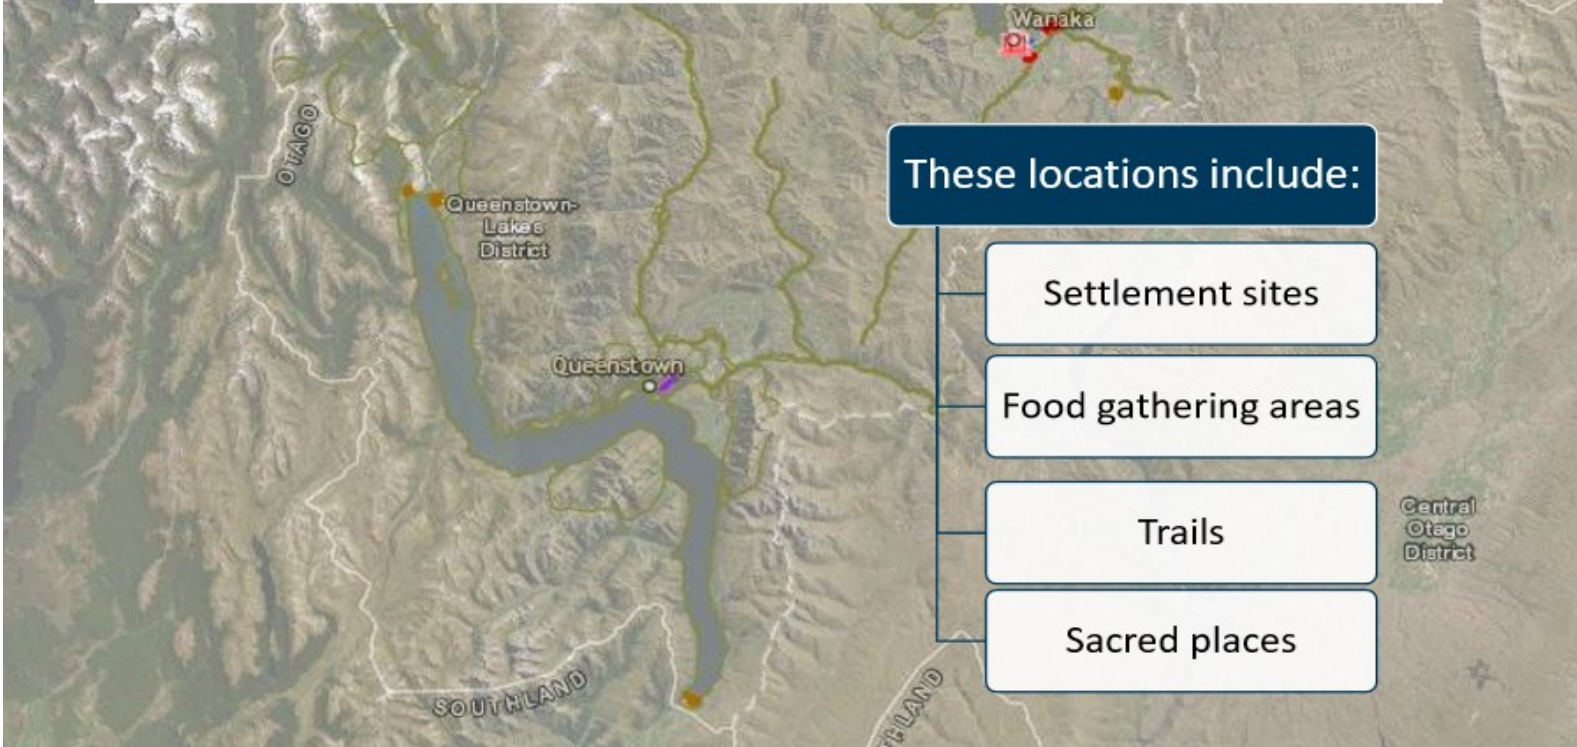 Wanaka
OTAGO
These locations include:
Queenstown-
Lakes
District
Settlement sites
Queenstown
Food gathering areas
Central
Otago
District
Trails
Sacred places
SOUTHLAND
THLAND